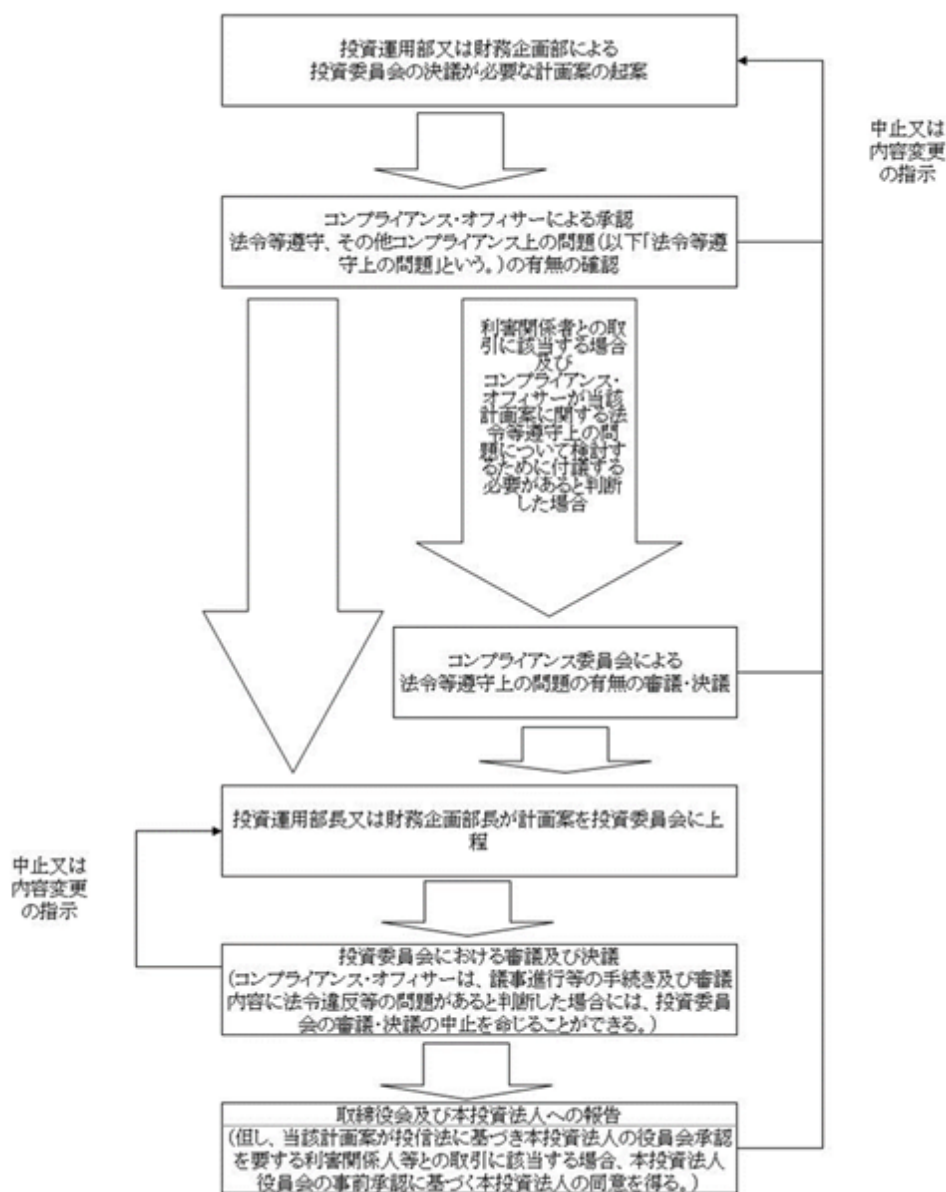 投資運用部又は財務企画部による
投資委員会の決議が必要な計画案の起案
中止又は
内容変更
の指示
コンプライアンス・オフィサーによる承認
法令等遵守、その他コンプライアンス上の問題(以下「法令等遵
守上の問題」という。)の有無の確認
利害関係者との取
引に該当する場合
及び
コンプライアンス・
オフィサーが当該
計画案に関する法
令等遵守上の問
題について検討す
るために付議する
必要があると判断
した場合
コンプライアンス委員会による
法令等遵守上の問題の有無の審議・決議
投資運用部長又は財務企画部長が計画案を投資委員会に上
程
中止又は
内容変更
の指示
投資委員会における審議及び決議
(コンプライアンス・オフィサーは、議事進行等の手続き及び審議
内容に法令違反等の問題があると判断した場合には、投資委員
会の審議・決議の中止を命じることができる。)
取締役会及び本投資法人への報告
(但し、当該計画案が投信法に基づき本投資法人の役員会承認
を要する利害関係人等との取引に該当する場合、本投資法人
役員会の事前承認に基づく本投資法人の同意を得る。)